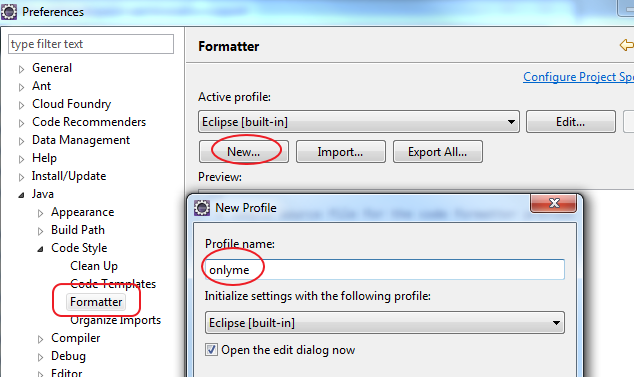 Preferences
type filter text
General
Ant
Cloud Foundry
Code Recommenders
Data Management
Help
Install/Update
Java
Appearance
Build Path
Code Style
Clean Up
Code Templates
Formatter
Organize Imports
Compiler
Debug
Editor
Formatter
Configure Project Spe
Active profile:
Eclipse [built-in]
Edit...
New...
Import...
Export All...
Preview:
New Profile
Profile name:
onlyme
Initialize settings with the following profile:
Eclipse [built-in]
Open the edit dialog now